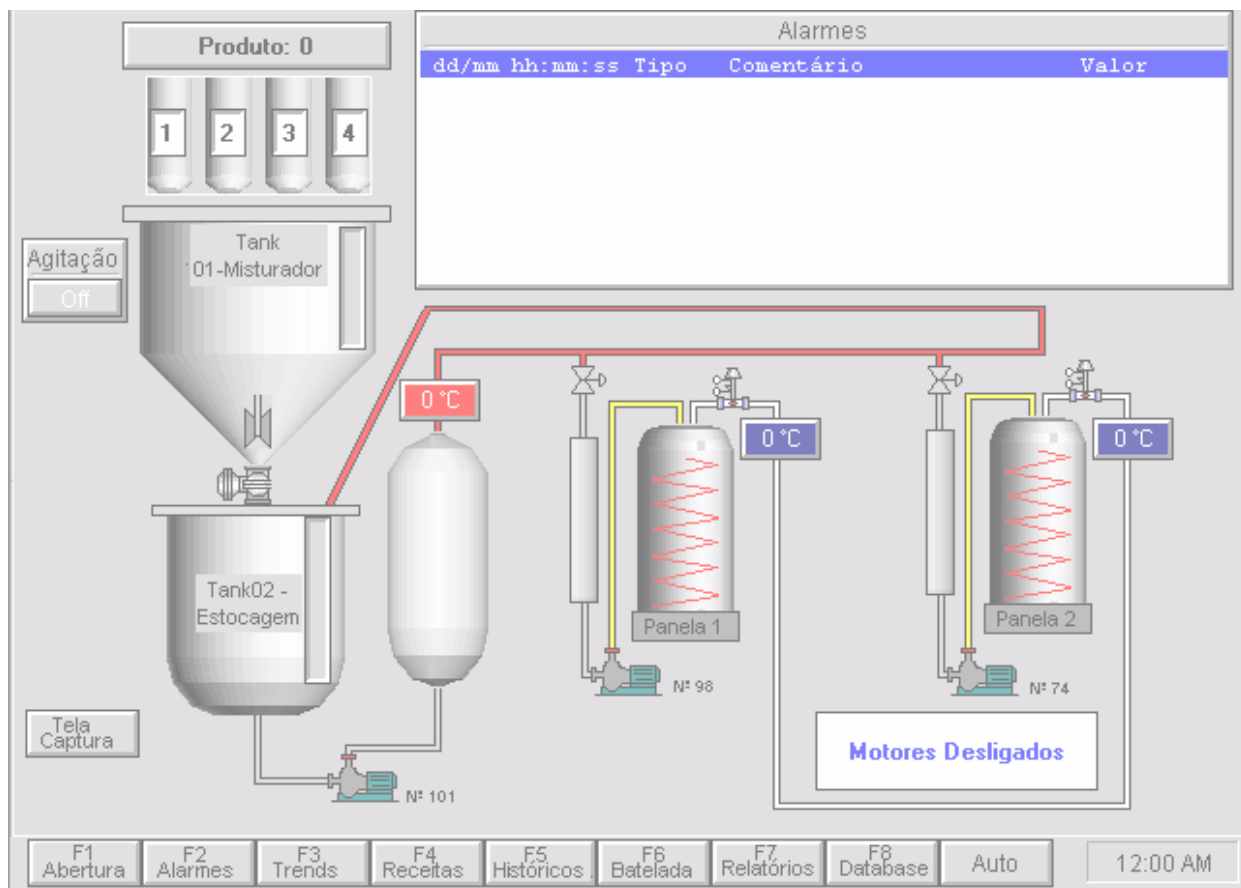 Produto: 0
Alarmes
dd/mm hh:mm:ss Tipo Comentário Valor
1 2 3 4
Tank
01-Misturador
Agitação
Off
0 °C
0 °C
0 °C
Tank02 -
Estocagem
Panela 1
Panela 2
Nº 98
Nº 74
Tela
Captura
Motores Desligados
Nº 101
F1
Abertura
F2
Alarmes
F3
Trends
F4
Receitas
F5
Históricos .
F6
Batelada
F7
Relatórios
F8
Database
Auto
12:00 AM